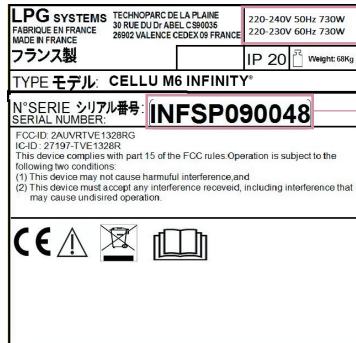 LPG SYSTEMS
FABRIQUE EN FRANCE
MADE IN FRANCE
フランス製
TECHNOPARC DE LA PLAINE
30 RUE DU Dr ABEL CS90035
26902 VALENCE CEDEX 09 FRANCE
220-240V 50Hz 730W
220-230V 60Hz 730W
IP 20
Weight: 68Kg
TYPE モデル: CELLU M6 INFINITY®
N°SERIE シリアル番号:
SERIAL NUMBER:
INFSP090048
FCC-ID: 2AUVRTVE1328RG
IC-ID : 27197-TVE1328
This device complies with part 15 of the FCC rules.Operation is subject to the
following two conditions:
(1) This device may not cause harmuful interference,and
(2) This device must accept any interference receveid, including interference that
may cause undisired operation.
CE